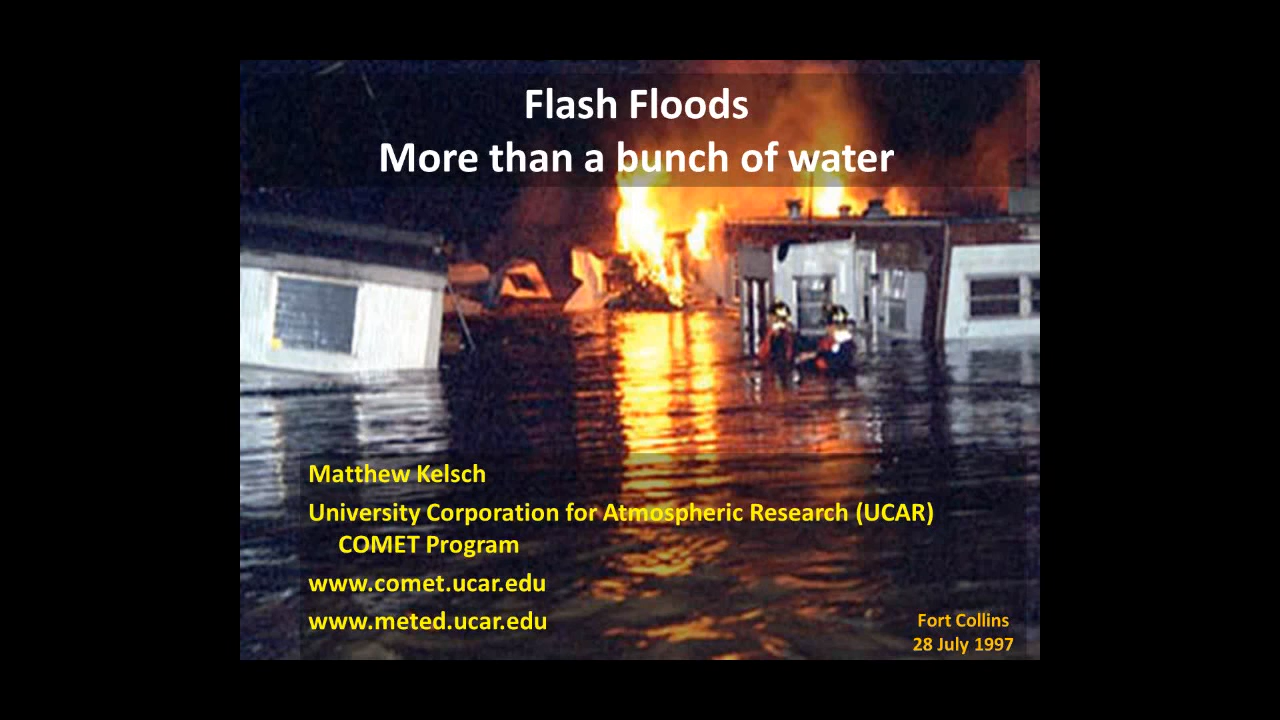 Flash Floods
More than a bunch of water
Matthew Kelsch
University Corporation for Atmospheric Research (UCAR)
COMET Program
www.comet.ucar.edu
www.meted.ucar.edu
Fort Collins
28 July 1997